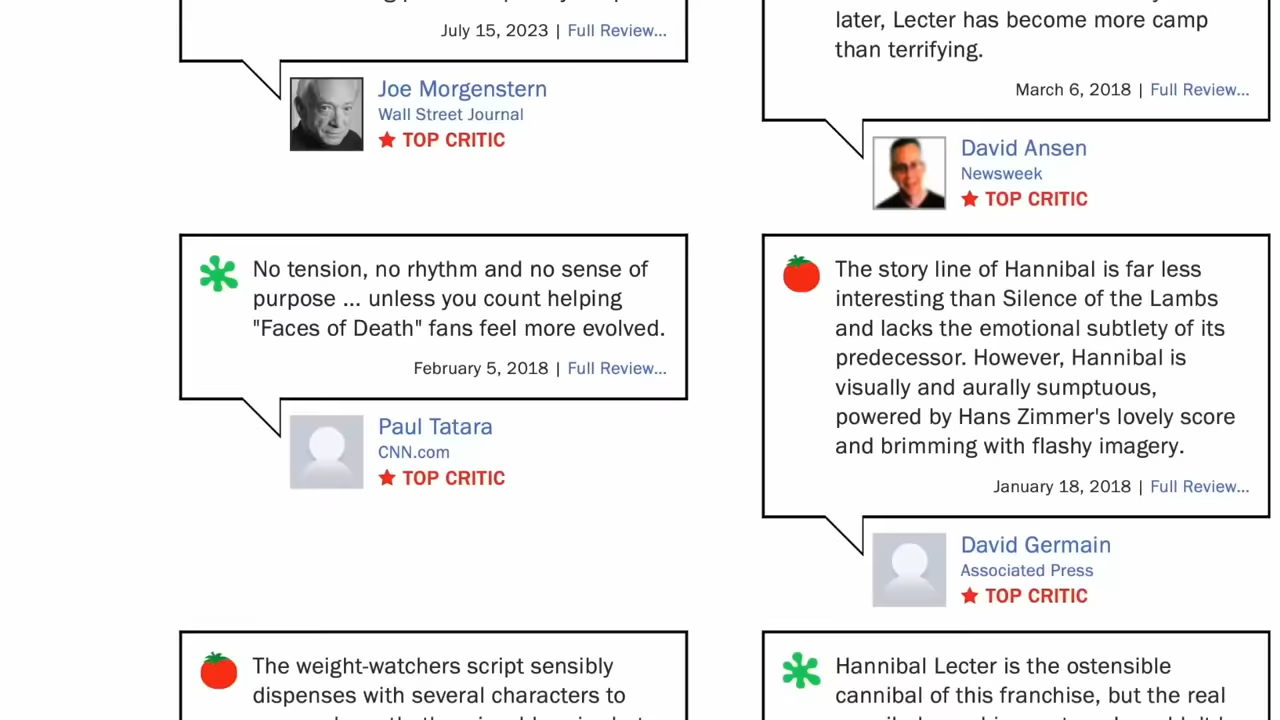 July 15, 2023 | Full Review...
Joe Morgenstern
Wall Street Journal
TOP CRITIC
later, Lecter has become more camp
than terrifying.
March 6, 2018 | Full Review...
David Ansen
Newsweek
TOP CRITIC
No tension, no rhythm and no sense of
purpose ... unless you count helping
"Faces of Death" fans feel more evolved.
February 5, 2018 | Full Review...
Paul Tatara
CNN.com
TOP CRITIC
The story line of Hannibal is far less
interesting than Silence of the Lambs
and lacks the emotional subtlety of its
predecessor. However, Hannibal is
visually and aurally sumptuous,
powered by Hans Zimmer's lovely score
and brimming with flashy imagery.
January 18, 2018 | Full Review...
David Germain
Associated Press
TOP CRITIC
The weight-watchers script sensibly
dispenses with several characters to
Hannibal Lecter is the ostensible
cannibal of this franchise, but the real